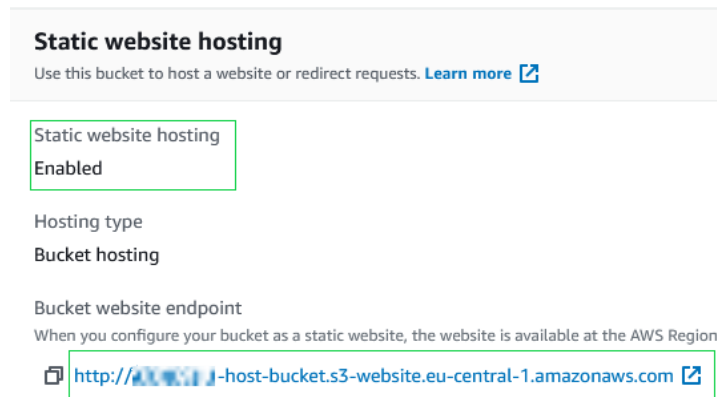 Static website hosting
Use this bucket to host a website or redirect requests. Learn more
Static website hosting
Enabled
Hosting type
Bucket hosting
Bucket website endpoint
When you configure your bucket as a static website, the website is available at the AWS Region
http://-host-bucket.s3-website.eu-central-1.amazonaws.com